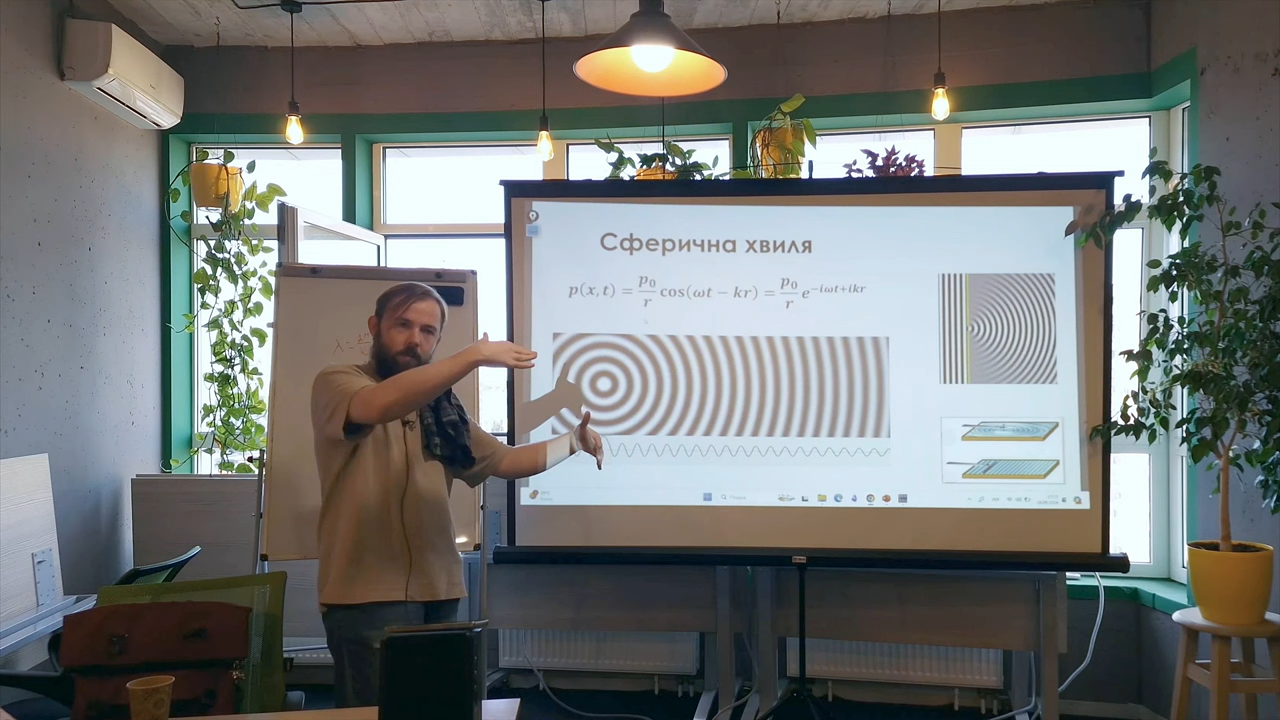 Сферична хвиля
p(x,t) = p₀/r cos(ωt − kr) = p₀/r e^{−iωt+ikr}